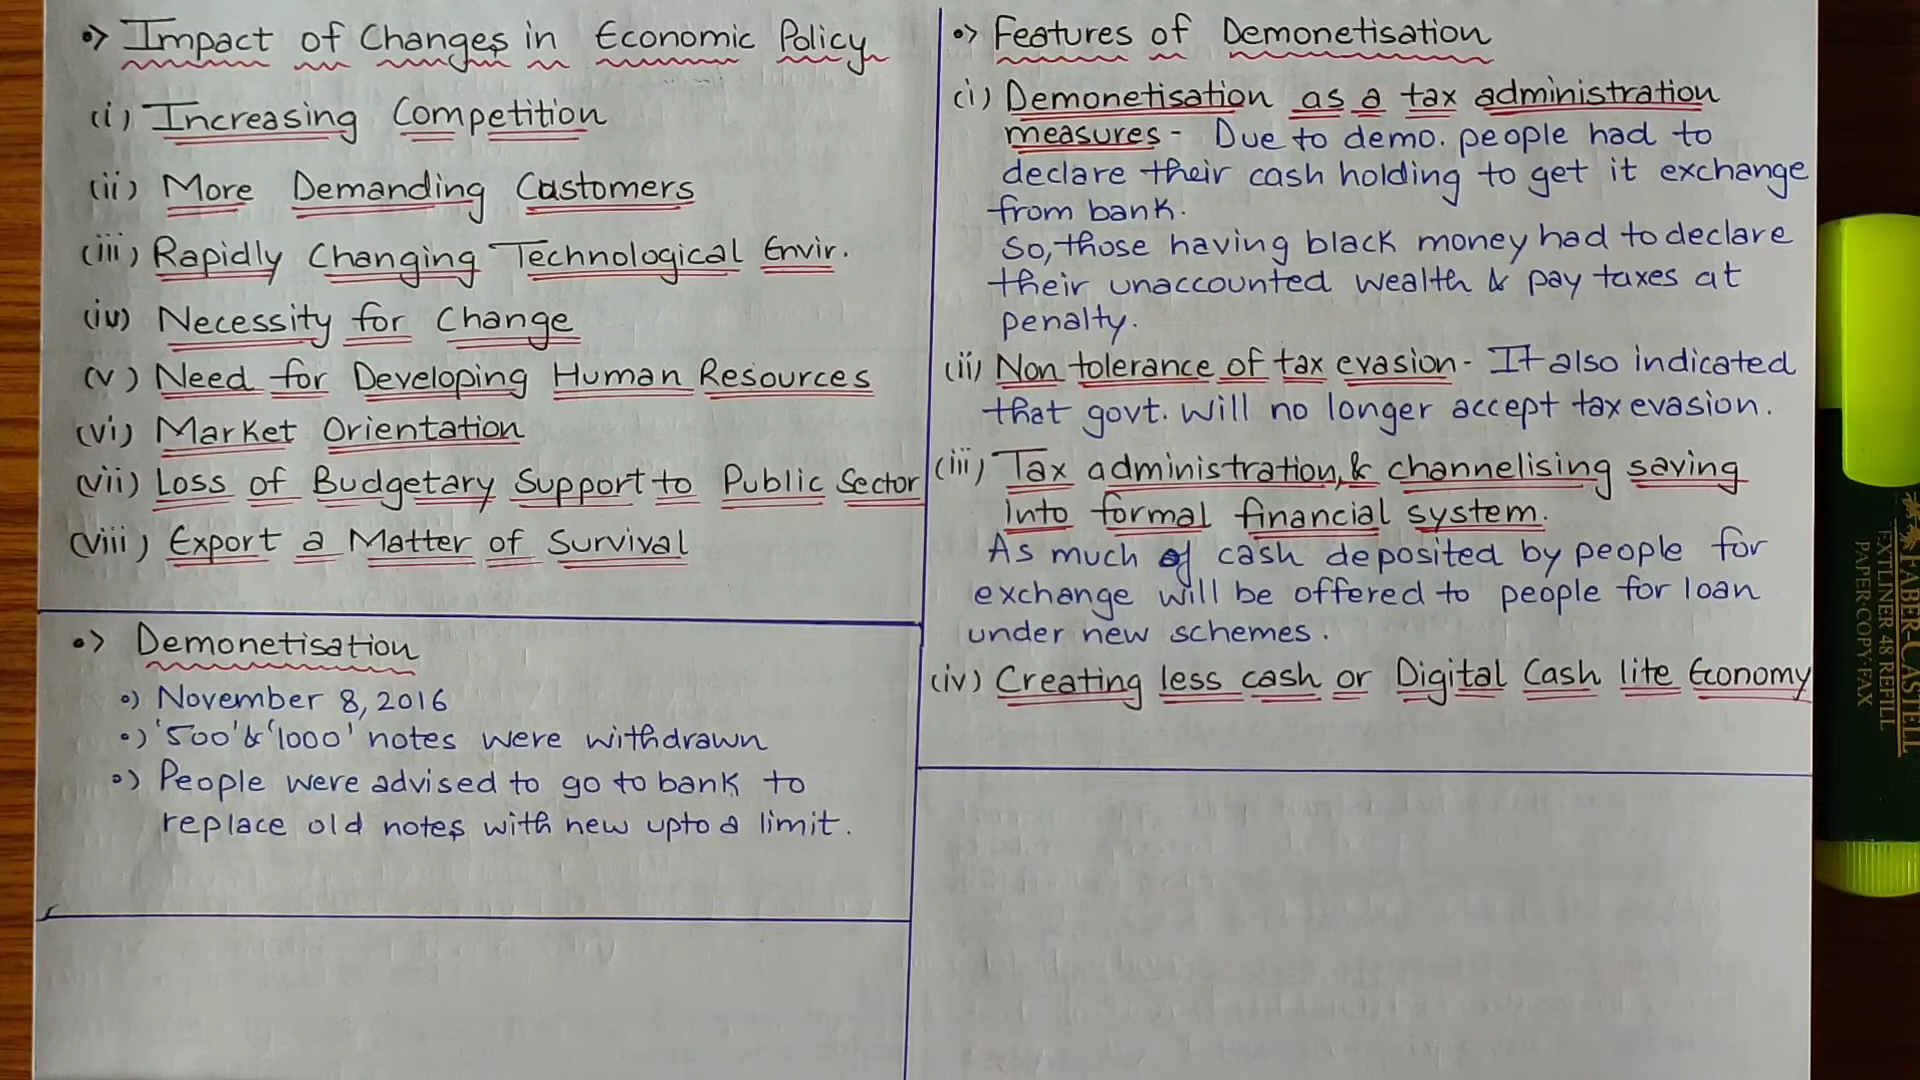 •> Impact of Changes in Economic Policy
(i) Increasing Competition
(ii) More Demanding Customers
(iii) Rapidly Changing Technological Envir.
(iv) Necessity for Change
(v) Need for Developing Human Resources
(vi) Market Orientation
(vii) Loss of Budgetary Support to Public Sector
(viii) Export a Matter of Survival
•> Demonetisation
•) November 8, 2016
•) '500' & '1000' notes were withdrawn
•) People were advised to go to bank to
replace old notes with new upto a limit.
•> Features of Demonetisation
(i) Demonetisation as a tax administration
measures - Due to demo. people had to
declare their cash holding to get it exchange
from bank.
So, those having black money had to declare
their unaccounted wealth & pay taxes at
penalty.
(ii) Non tolerance of tax evasion - It also indicated
that govt. will no longer accept tax evasion.
(iii) Tax administration, & channelising saving
into formal financial system.
As much of cash deposited by people for
exchange will be offered to people for loan
under new schemes.
(iv) Creating less cash or Digital Cash lite Economy
FABER-CASTELL
EXTLINER 48 REFILL
PAPER·COPY·FAX